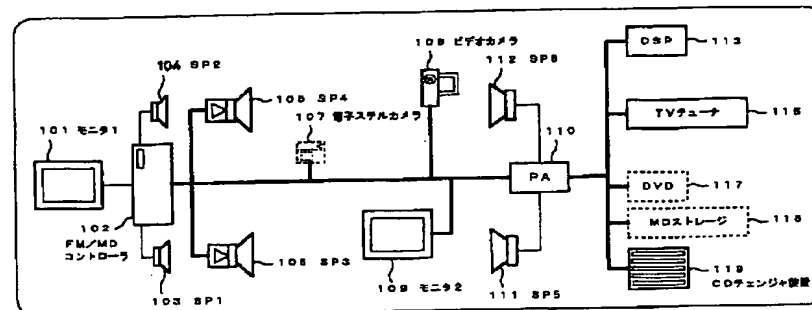 104 SP2
101 モニタ1
102
FM/MD
コントローラ
103 SP1
105 SP4
106 SP3
107 電子スチルカメラ
108 ビデオカメラ
109 モニタ2
112 SP6
110
PA
111 SP5
DSP 113
TVチューナ 115
DVD 117
MDストレージ 118
119
CDチェンジャ装置